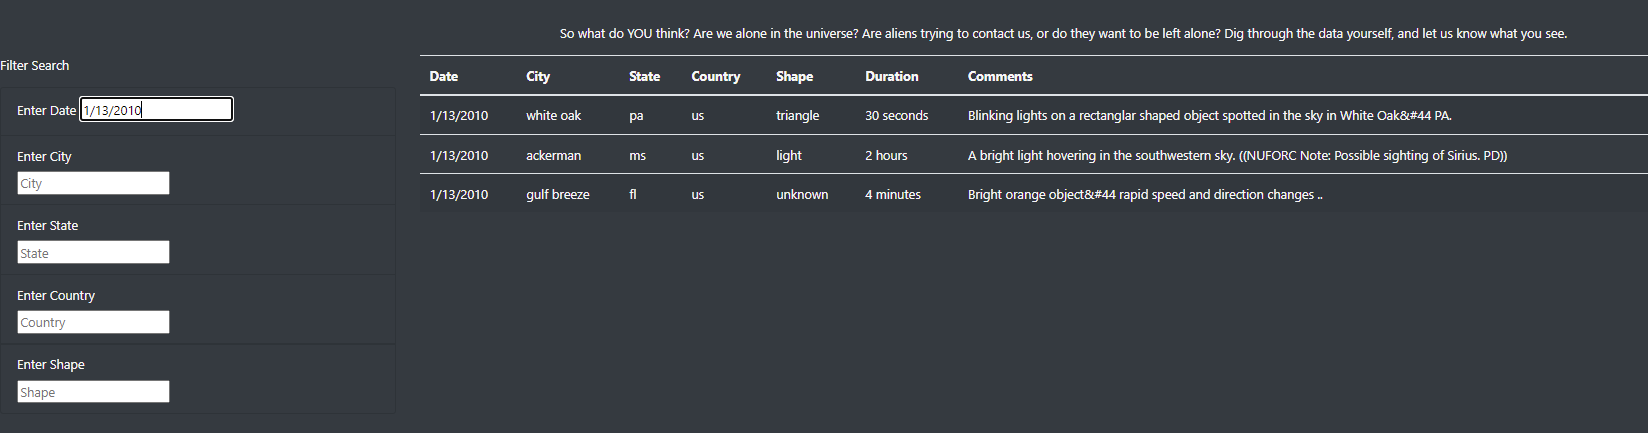 So what do YOU think? Are we alone in the universe? Are aliens trying to contact us, or do they want to be left alone? Dig through the data yourself, and let us know what you see.
Filter Search
Enter Date 1/13/2010
Enter City
City
Enter State
State
Enter Country
Country
Enter Shape
Shape
Date City State Country Shape Duration Comments
1/13/2010 white oak pa us triangle 30 seconds Blinking lights on a rectanglar shaped object spotted in the sky in White Oak&#44 PA.
1/13/2010 ackerman ms us light 2 hours A bright light hovering in the southwestern sky. ((NUFORC Note: Possible sighting of Sirius. PD))
1/13/2010 gulf breeze fl us unknown 4 minutes Bright orange object&#44 rapid speed and direction changes ..